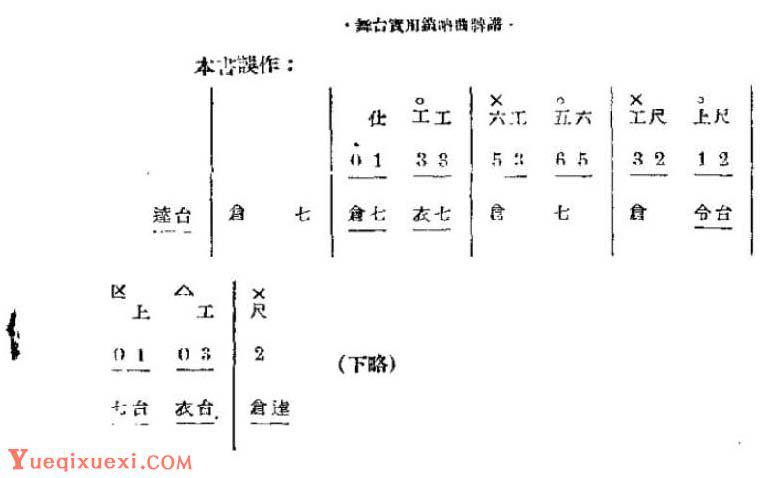 ·舞台實用鎖吶曲牌譜·
本書誤作：
○ × ○ × ○
仕 工工 六工 五六 工尺 上尺
0 1 3 3 5 3 6 5 3 2 1 2
達台 倉 七 倉七 衣七 倉 七 倉 令台
区 △ ×
上 工 尺
0 1 0 3 2 (下略)
七台 衣台 倉達
Yueqixuexi.COM